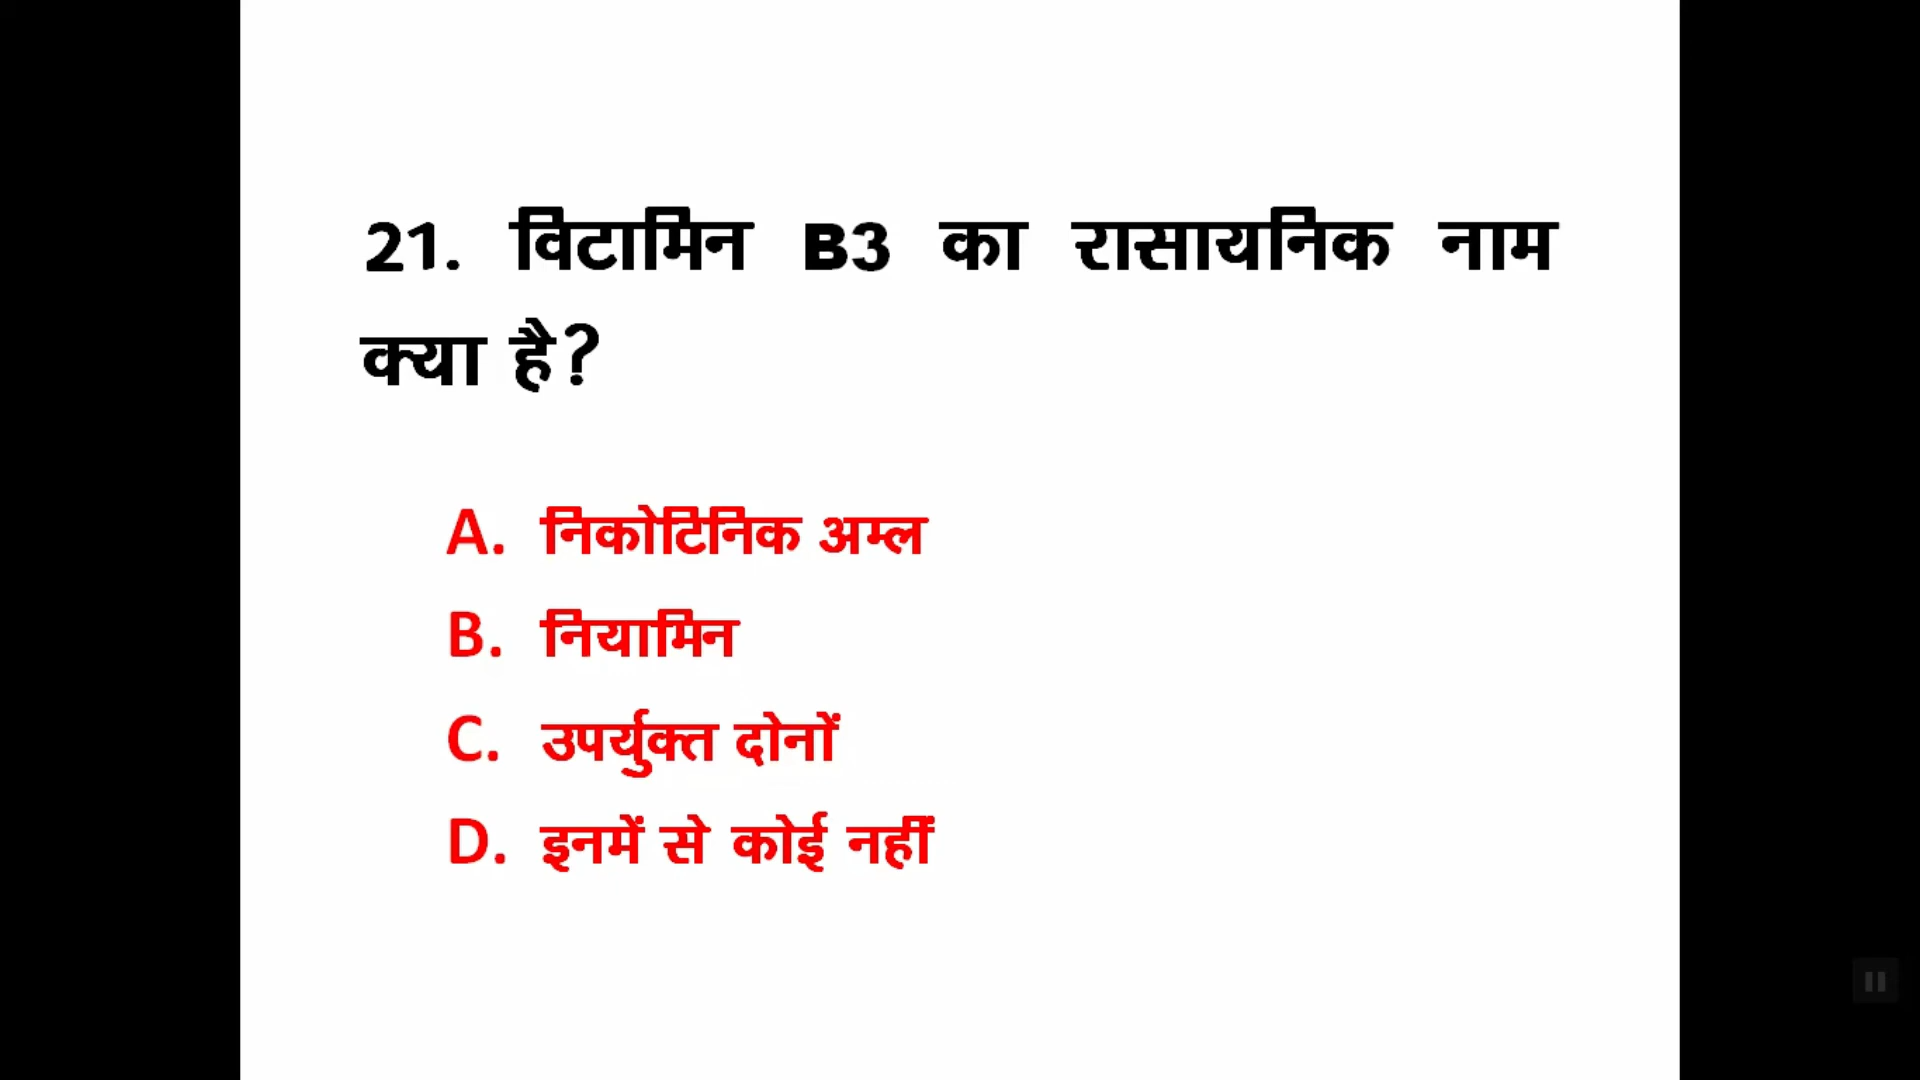 21. विटामिन B3 का रासायनिक नाम
क्या है?
A. निकोटिनिक अम्ल
B. नियामिन
C. उपर्युक्त दोनों
D. इनमें से कोई नहीं